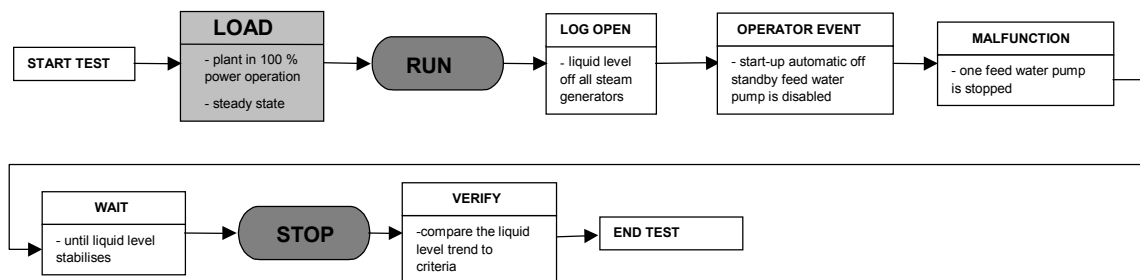 START TEST
LOAD
- plant in 100 %
power operation
- steady state
RUN
LOG OPEN
- liquid level
off all steam
generators
OPERATOR EVENT
- start-up automatic off
standby feed water
pump is disabled
MALFUNCTION
- one feed water pump
is stopped
WAIT
- until liquid level
stabilises
STOP
VERIFY
-compare the liquid
level trend to
criteria
END TEST